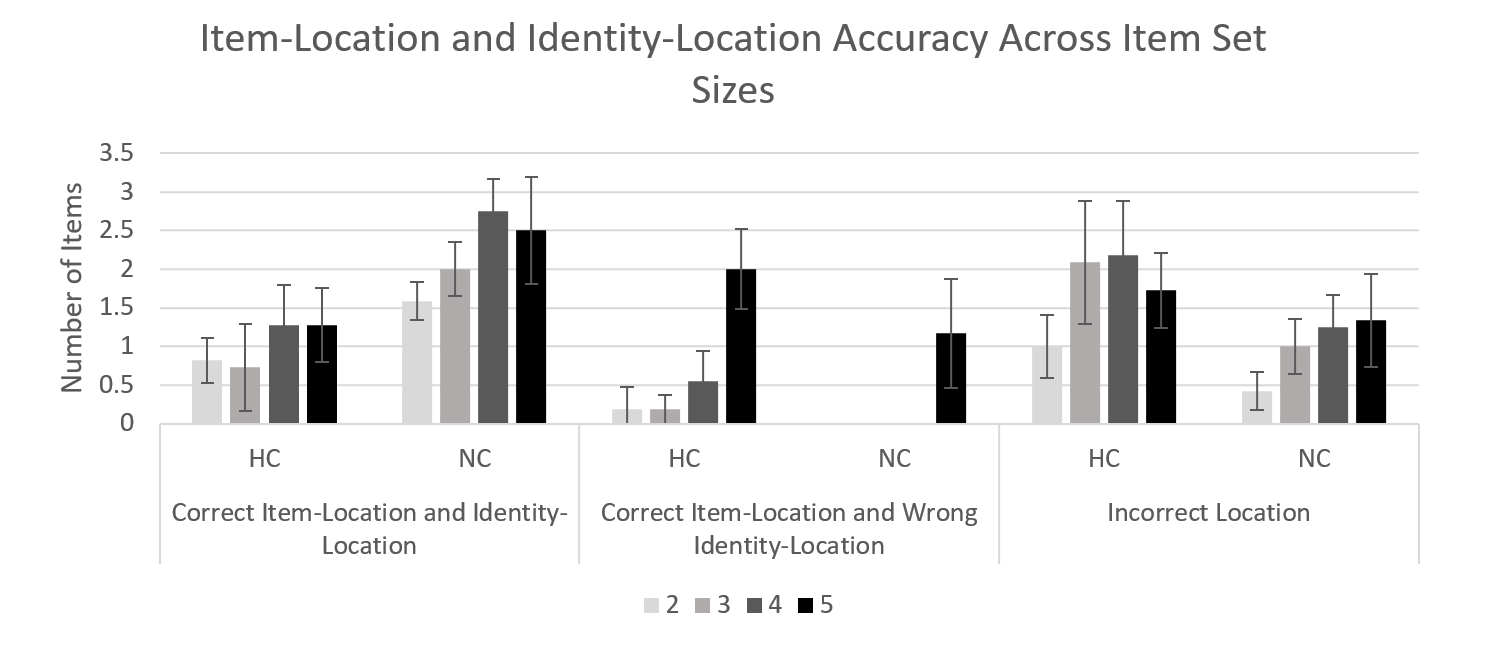 Item-Location and Identity-Location Accuracy Across Item Set
Sizes
Number of Items
3.5
3
2.5
2
1.5
1
0.5
0
HC
NC
HC
NC
HC
NC
Correct Item-Location and Identity-
Location
Correct Item-Location and Wrong
Identity-Location
Incorrect Location
2 3 4 5